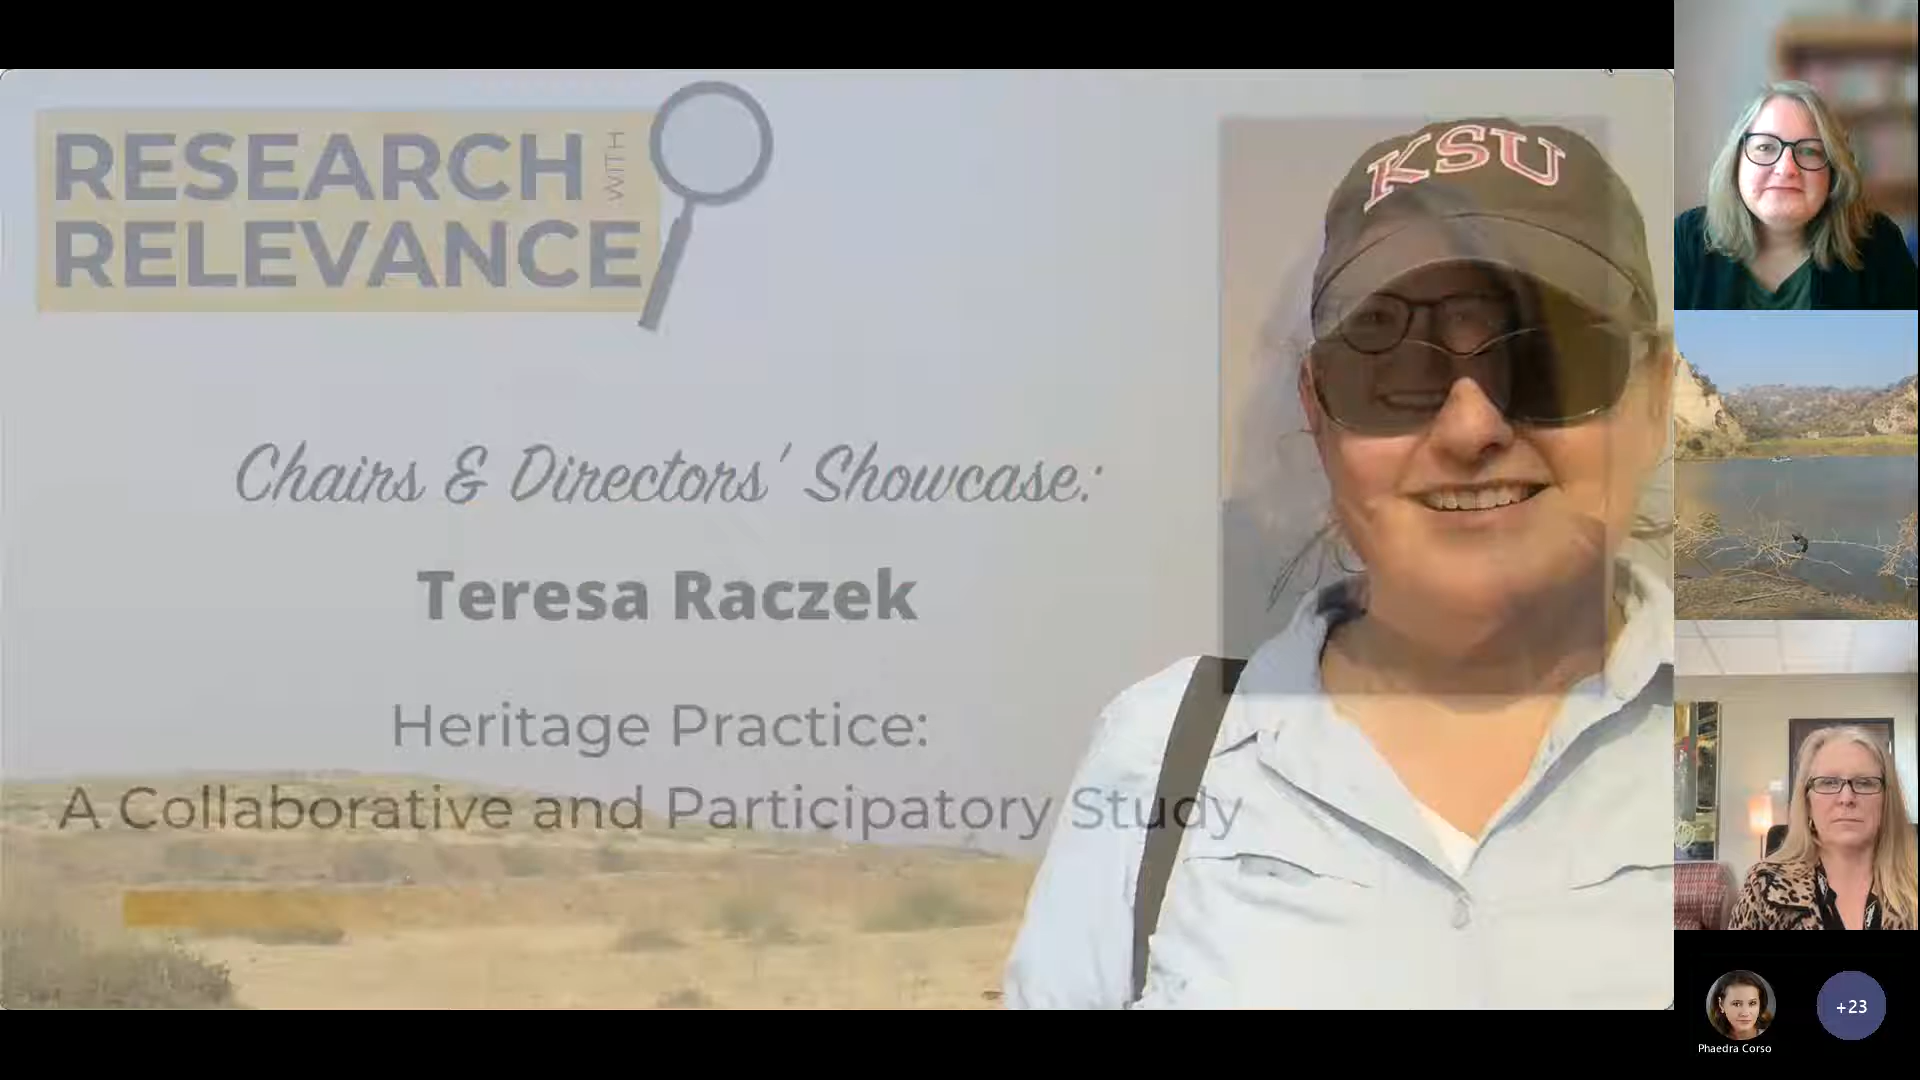 RESEARCH
WITH
RELEVANCE
KSU
Chairs & Directors' Showcase:
Teresa Raczek
Heritage Practice:
A Collaborative and Participatory Study
Phaedra Corso
+23